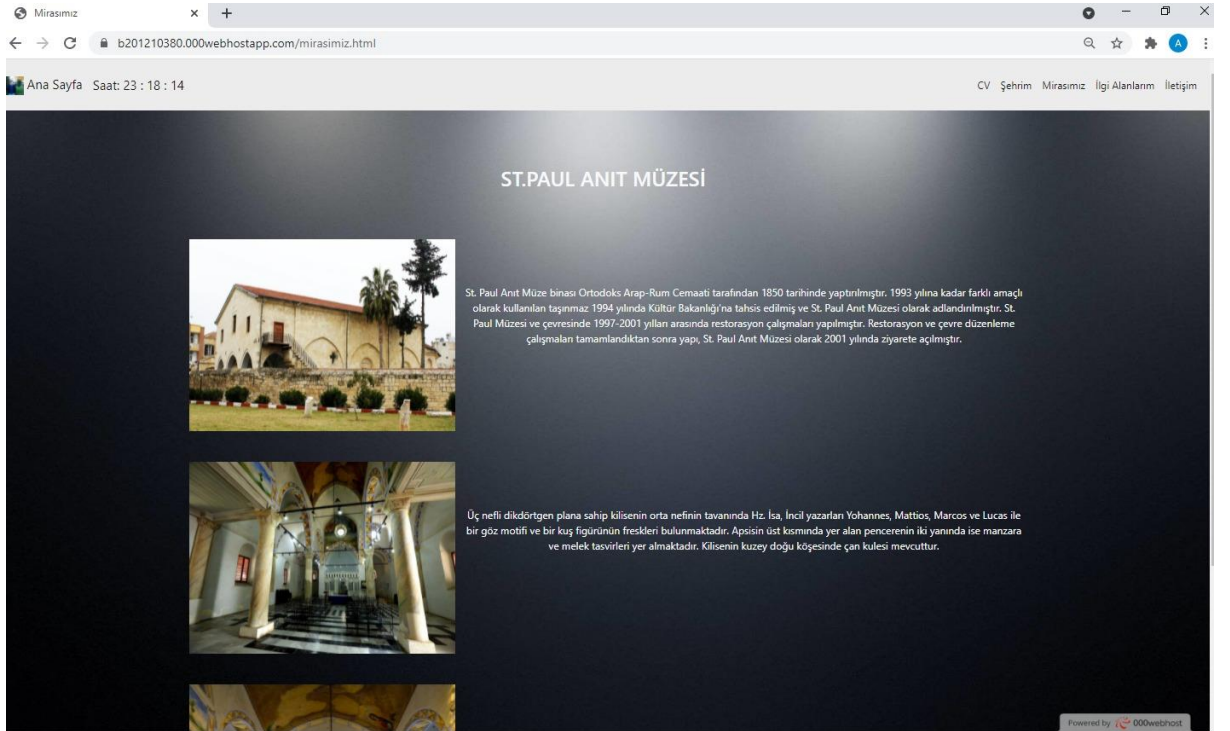 Mirasımız
b201210380.000webhostapp.com/mirasimiz.html
A
Ana Sayfa Saat: 23 : 18 : 14
CV Şehrim Mirasımız İlgi Alanlarım İletişim
ST.PAUL ANIT MÜZESİ
St. Paul Anıt Müze binası Ortodoks Arap-Rum Cemaati tarafından 1850 tarihinde yaptırılmıştır. 1993 yılına kadar farklı amaçlı
olarak kullanılan taşınmaz 1994 yılında Kültür Bakanlığı'na tahsis edilmiş ve St. Paul Anıt Müzesi olarak adlandırılmıştır. St.
Paul Müzesi ve çevresinde 1997-2001 yılları arasında restorasyon çalışmaları yapılmıştır. Restorasyon ve çevre düzenleme
çalışmaları tamamlandıktan sonra yapı, St. Paul Anıt Müzesi olarak 2001 yılında ziyarete açılmıştır.
Üç nefli dikdörtgen plana sahip kilisenin orta nefinin tavanında Hz. İsa, İncil yazarları Yohannes, Mattios, Marcos ve Lucas ile
bir göz motifi ve bir kuş figürünün freskleri bulunmaktadır. Apsisin üst kısmında yer alan pencerenin iki yanında ise manzara
ve melek tasvirleri yer almaktadır. Kilisenin kuzey doğu köşesinde çan kulesi mevcuttur.
Powered by 000webhost